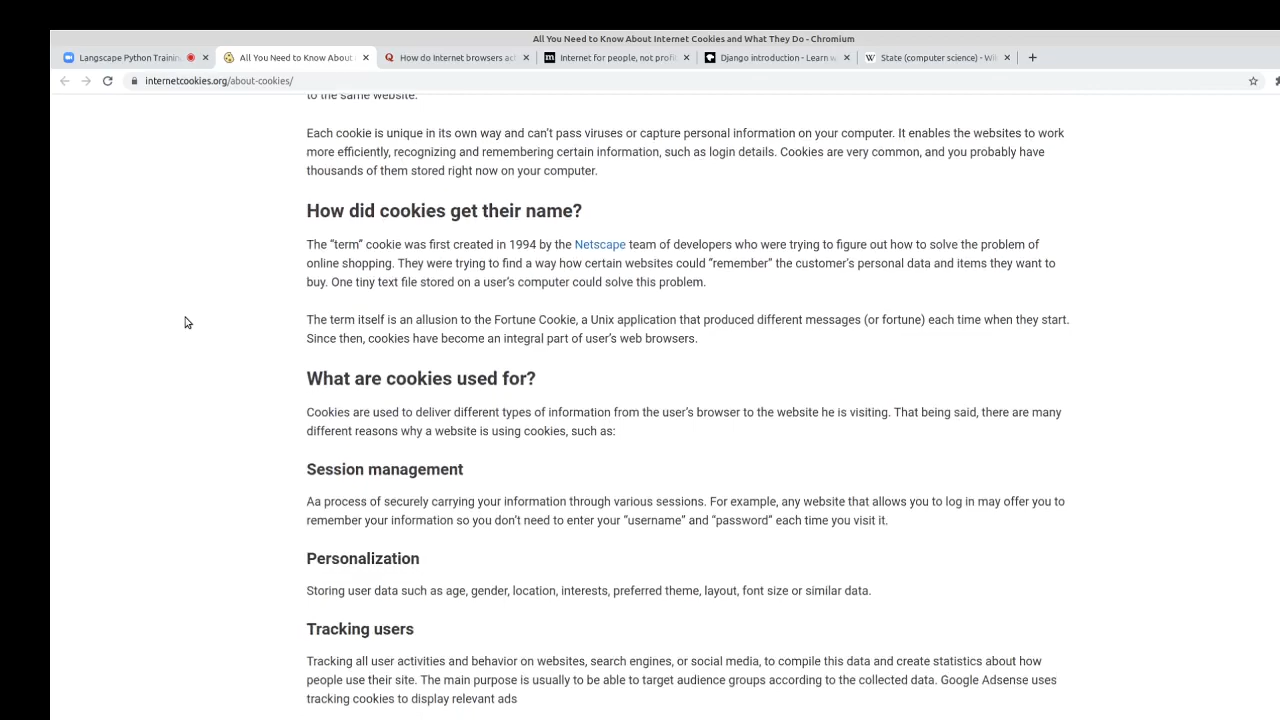 All You Need to Know About Internet Cookies and What They Do - Chromium
Langscape Python Training
All You Need to Know About
How do Internet browsers ac
Internet for people, not profi
Django introduction - Learn w
State (computer science) - Wi
internetcookies.org/about-cookies/
to the same website.
Each cookie is unique in its own way and can't pass viruses or capture personal information on your computer. It enables the websites to work
more efficiently, recognizing and remembering certain information, such as login details. Cookies are very common, and you probably have
thousands of them stored right now on your computer.
How did cookies get their name?
The “term” cookie was first created in 1994 by the Netscape team of developers who were trying to figure out how to solve the problem of
online shopping. They were trying to find a way how certain websites could “remember” the customer's personal data and items they want to
buy. One tiny text file stored on a user's computer could solve this problem.
The term itself is an allusion to the Fortune Cookie, a Unix application that produced different messages (or fortune) each time when they start.
Since then, cookies have become an integral part of user's web browsers.
What are cookies used for?
Cookies are used to deliver different types of information from the user's browser to the website he is visiting. That being said, there are many
different reasons why a website is using cookies, such as:
Session management
Aa process of securely carrying your information through various sessions. For example, any website that allows you to log in may offer you to
remember your information so you don't need to enter your “username” and “password” each time you visit it.
Personalization
Storing user data such as age, gender, location, interests, preferred theme, layout, font size or similar data.
Tracking users
Tracking all user activities and behavior on websites, search engines, or social media, to compile this data and create statistics about how
people use their site. The main purpose is usually to be able to target audience groups according to the collected data. Google Adsense uses
tracking cookies to display relevant ads